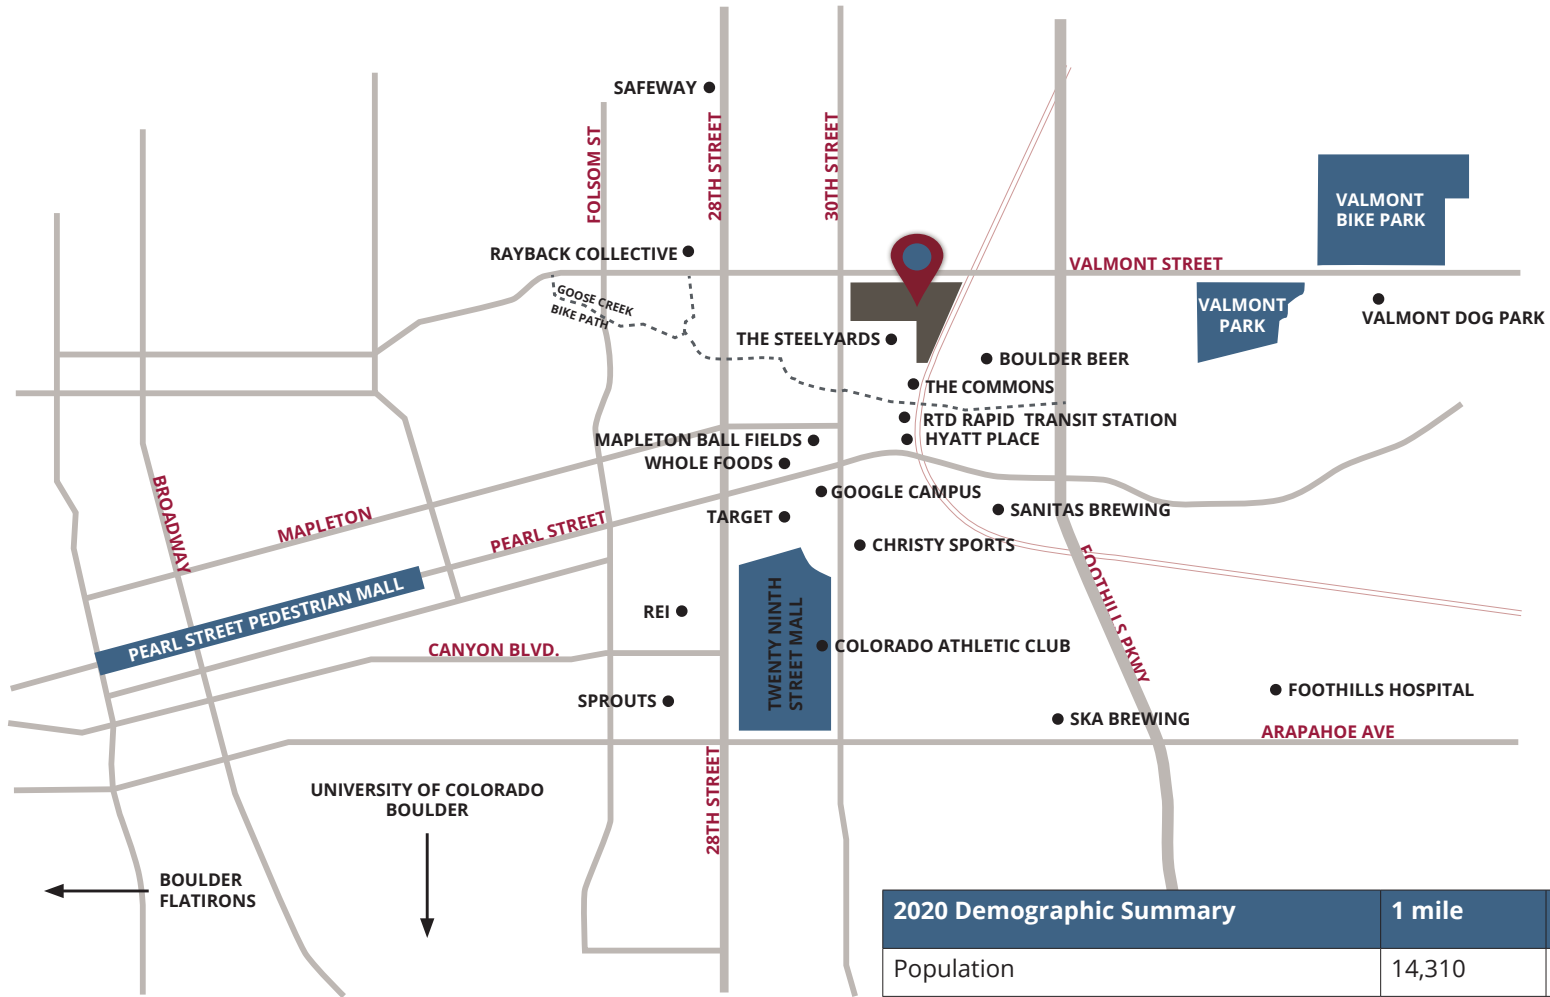 SAFEWAY
FOLSOM ST
28TH STREET
30TH STREET
VALMONT
BIKE PARK
RAYBACK COLLECTIVE
VALMONT STREET
GOOSE CREEK
BIKE PATH
VALMONT
PARK
VALMONT DOG PARK
THE STEELYARDS
BOULDER BEER
THE COMMONS
RTD RAPID TRANSIT STATION
MAPLETON BALL FIELDS
HYATT PLACE
WHOLE FOODS
GOOGLE CAMPUS
BROADWAY
MAPLETON
PEARL STREET
TARGET
SANITAS BREWING
CHRISTY SPORTS
FOOTHILLS PKWY
PEARL STREET PEDESTRIAN MALL
REI
TWENTY NINTH
STREET MALL
CANYON BLVD.
COLORADO ATHLETIC CLUB
SPROUTS
FOOTHILLS HOSPITAL
SKA BREWING
ARAPAHOE AVE
28TH STREET
UNIVERSITY OF COLORADO
BOULDER
BOULDER
FLATIRONS
2020 Demographic Summary 1 mile
Population 14,310